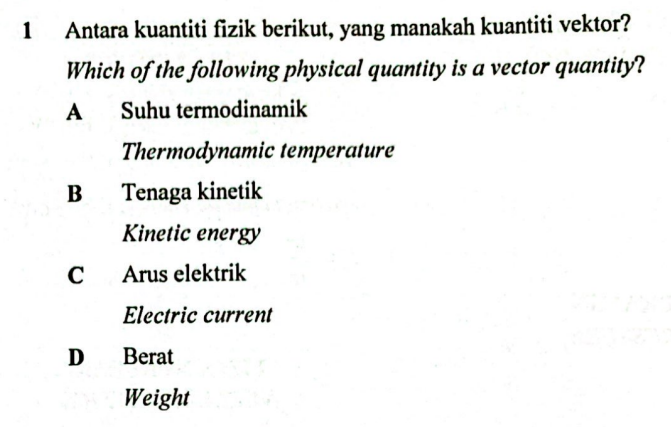 1 Antara kuantiti fizik berikut, yang manakah kuantiti vektor?
Which of the following physical quantity is a vector quantity?
A Suhu termodinamik
Thermodynamic temperature
B Tenaga kinetik
Kinetic energy
C Arus elektrik
Electric current
D Berat
Weight